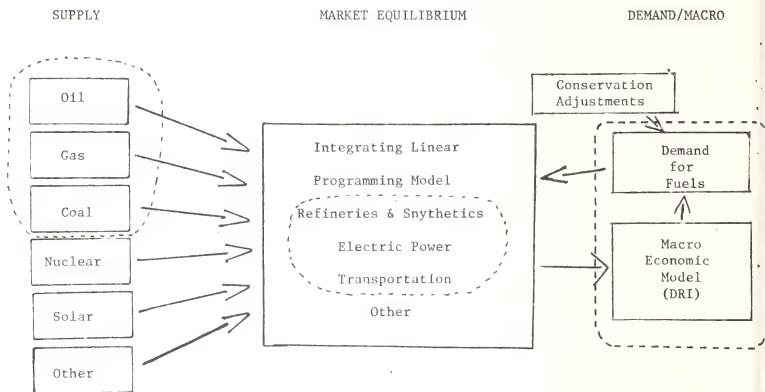 SUPPLY
MARKET EQUILIBRIUM
DEMAND/MACRO
Oil
Gas
Coal
Nuclear
Solar
Other
Integrating Linear
Programming Model
Refineries & Snythetics
Electric Power
Transportation
Other
Conservation
Adjustments
Demand
for
Fuels
Macro
Economic
Model
(DRI)